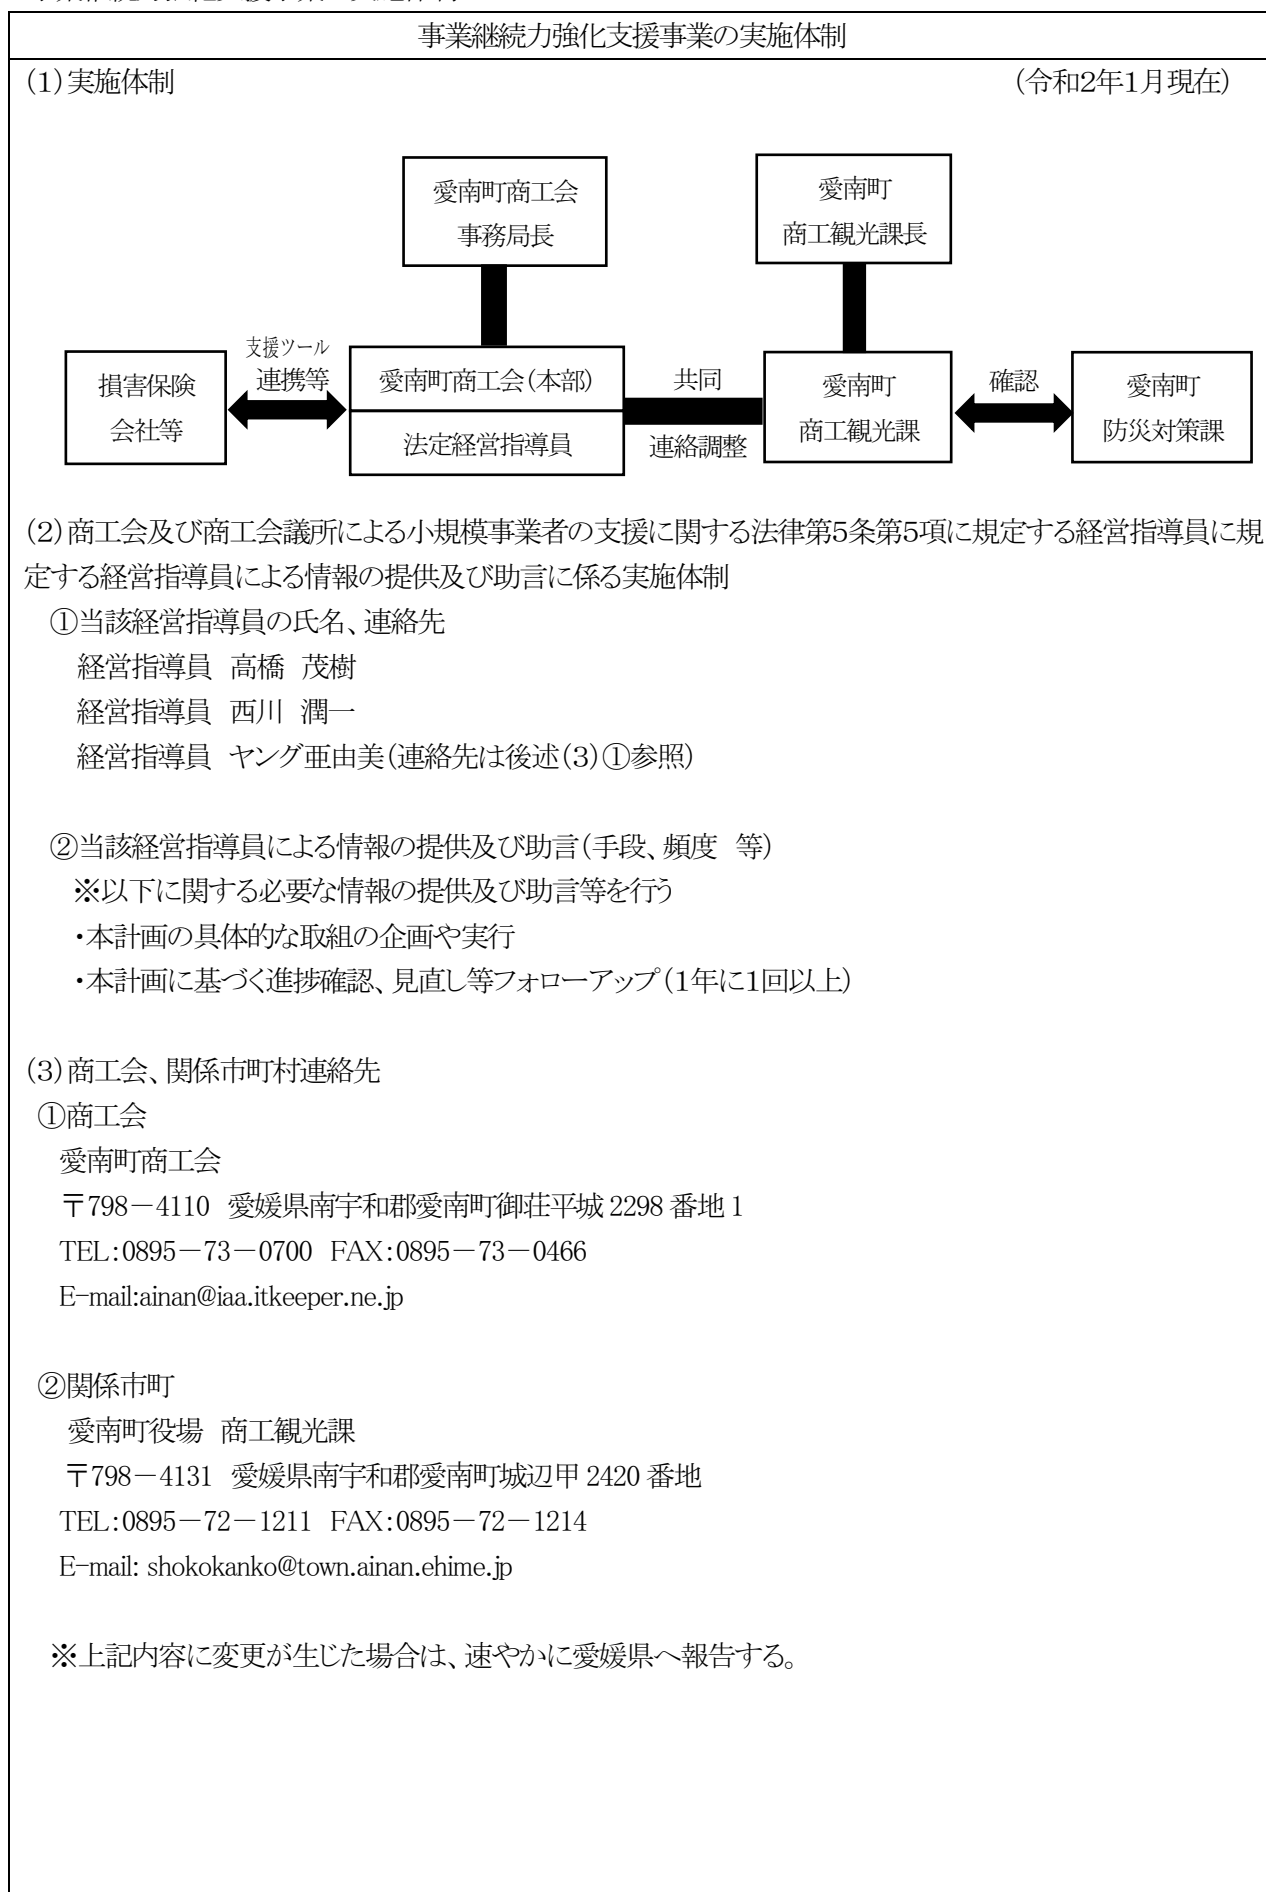 事業継続力強化支援事業の実施体制
(1)実施体制 (令和2年1月現在)
愛南町商工会
事務局長
愛南町
商工観光課長
損害保険
会社等
支援ツール
連携等
愛南町商工会(本部)
法定経営指導員
共同
連絡調整
愛南町
商工観光課
確認
愛南町
防災対策課
(2)商工会及び商工会議所による小規模事業者の支援に関する法律第5条第5項に規定する経営指導員に規
定する経営指導員による情報の提供及び助言に係る実施体制
①当該経営指導員の氏名、連絡先
経営指導員 高橋 茂樹
経営指導員 西川 潤一
経営指導員 ヤング亜由美(連絡先は後述(3)①参照)
②当該経営指導員による情報の提供及び助言(手段、頻度 等)
※以下に関する必要な情報の提供及び助言等を行う
・本計画の具体的な取組の企画や実行
・本計画に基づく進捗確認、見直し等フォローアップ(1年に1回以上)
(3)商工会、関係市町村連絡先
①商工会
愛南町商工会
〒798-4110 愛媛県南宇和郡愛南町御荘平城 2298 番地 1
TEL:0895-73-0700 FAX:0895-73-0466
E-mail:ainan@iaa.itkeeper.ne.jp
②関係市町
愛南町役場 商工観光課
〒798-4131 愛媛県南宇和郡愛南町城辺甲 2420 番地
TEL:0895-72-1211 FAX:0895-72-1214
E-mail: shokokanko@town.ainan.ehime.jp
※上記内容に変更が生じた場合は、速やかに愛媛県へ報告する。